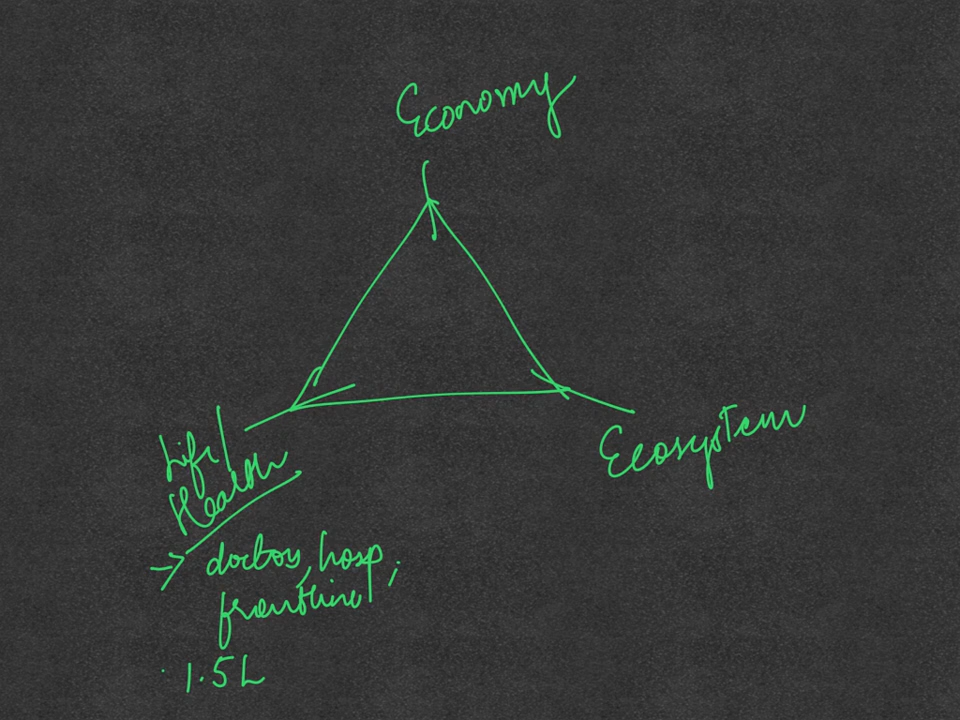 Economy
Ecosystem
Life/
Health
→ doctors, hosp,
frontline;
1.5L